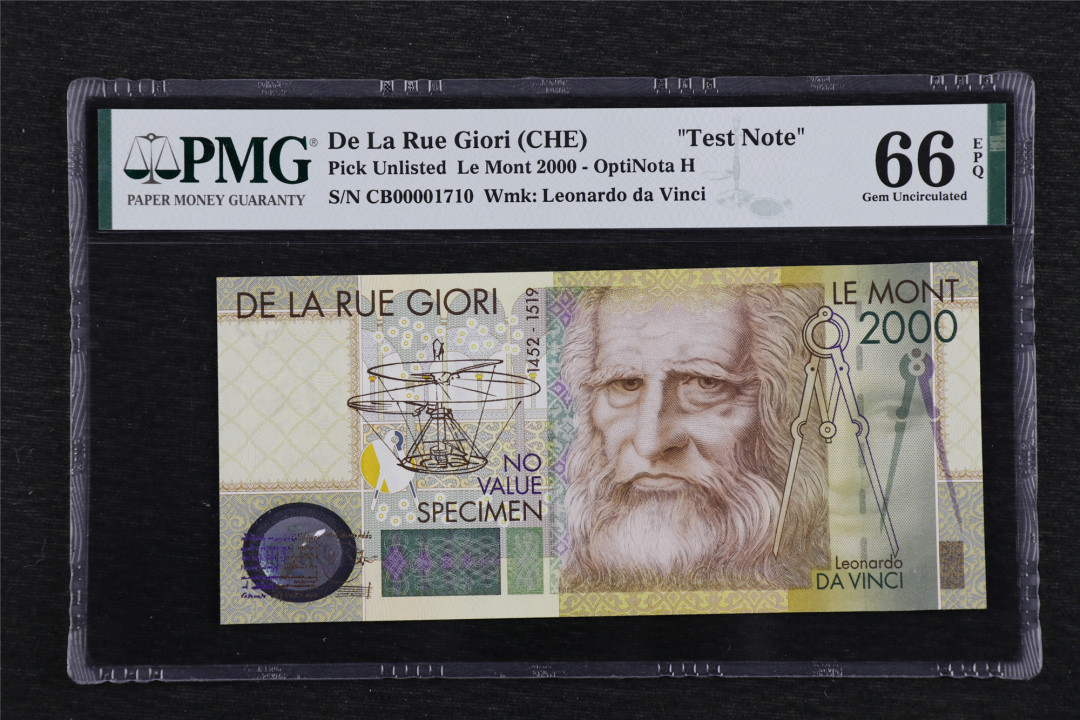 PMG®
PAPER MONEY GUARANTY
De La Rue Giori (CHE) "Test Note"
Pick Unlisted Le Mont 2000 - OptiNota H
S/N CB00001710 Wmk: Leonardo da Vinci
66
EPQ
Gem Uncirculated
DE LA RUE GIORI
1452 - 1519
LE MONT
2000
NO
VALUE
SPECIMEN
Leonardo
DA VINCI